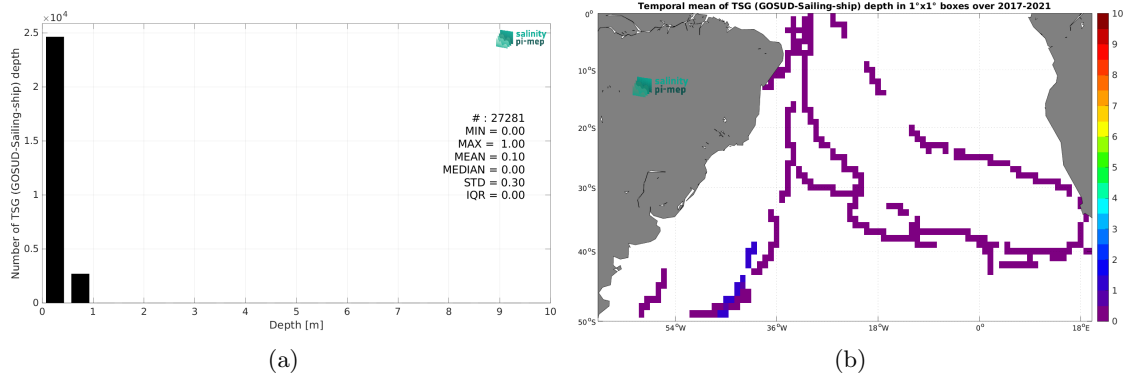 ×10⁴
2.5
2
1.5
1
0.5
0
0 1 2 3 4 5 6 7 8 9 10
Number of TSG (GOSUD-Sailing-ship) depth
Depth [m]
salinity
pi-mep
# : 27281
MIN = 0.00
MAX = 1.00
MEAN = 0.10
MEDIAN = 0.00
STD = 0.30
IQR = 0.00
(a)
Temporal mean of TSG (GOSUD-Sailing-ship) depth in 1°x1° boxes over 2017-2021
0°
10°S
20°S
30°S
40°S
50°S
54°W 36°W 18°W 0° 18°E
salinity
pi-mep
10
9
8
7
6
5
4
3
2
1
0
(b)